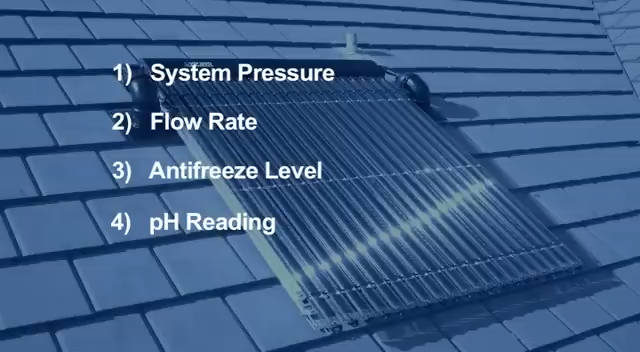 1) System Pressure
2) Flow Rate
3) Antifreeze Level
4) pH Reading